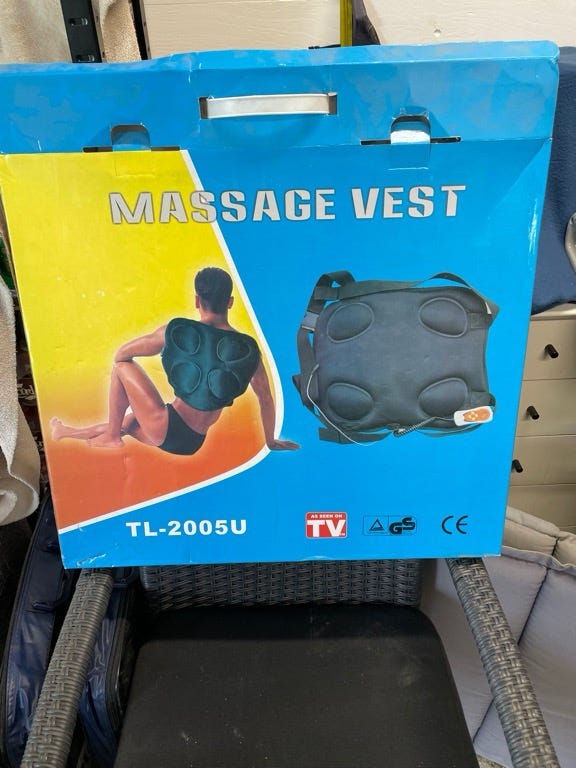 MASSAGE VEST
TL-2005U
AS SEEN ON
TV
GS
CE